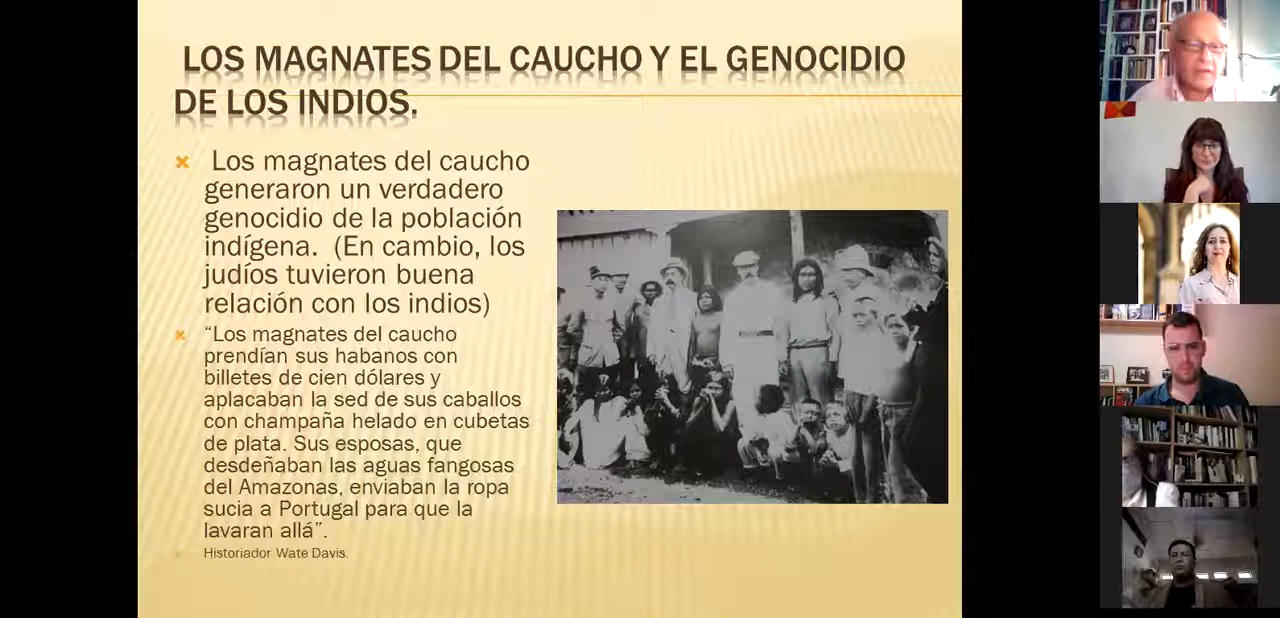 LOS MAGNATES DEL CAUCHO Y EL GENOCIDIO
DE LOS INDIOS.
Los magnates del caucho
generaron un verdadero
genocidio de la población
indígena. (En cambio, los
judíos tuvieron buena
relación con los indios)
“Los magnates del caucho
prendían sus habanos con
billetes de cien dólares y
aplacaban la sed de sus caballos
con champaña helado en cubetas
de plata. Sus esposas, que
desdeñaban las aguas fangosas
del Amazonas, enviaban la ropa
sucia a Portugal para que la
lavaran allá”.
Historiador Wate Davis.